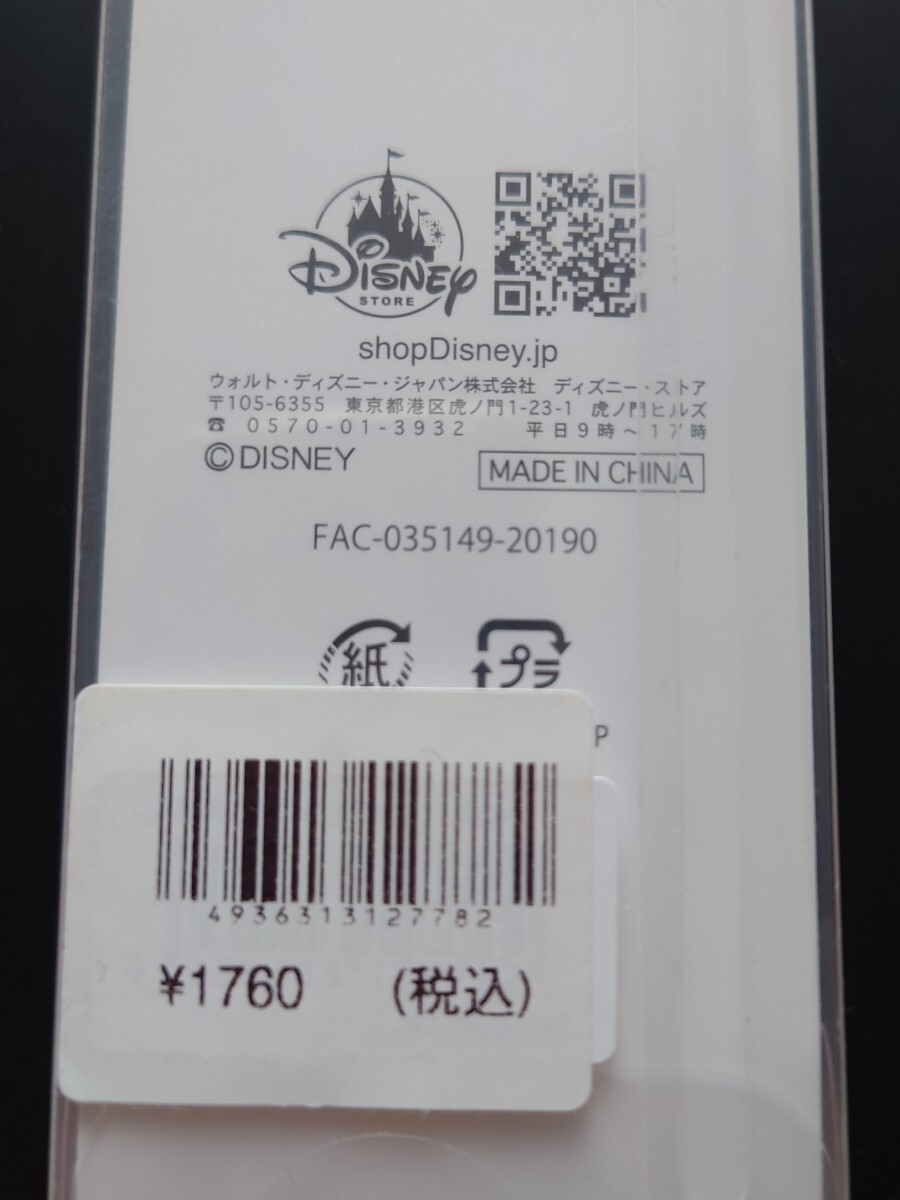 DISNEY
STORE
shopDisney.jp
ウォルト・ディズニー・ジャパン株式会社 ディズニー・ストア
〒105-6355 東京都港区虎ノ門1-23-1 虎ノ門ヒルズ
☎ 0570-01-3932 平日9時～17時
©DISNEY
MADE IN CHINA
FAC-035149-20190
紙 プラ
P
4936313127782
¥1760 (税込)